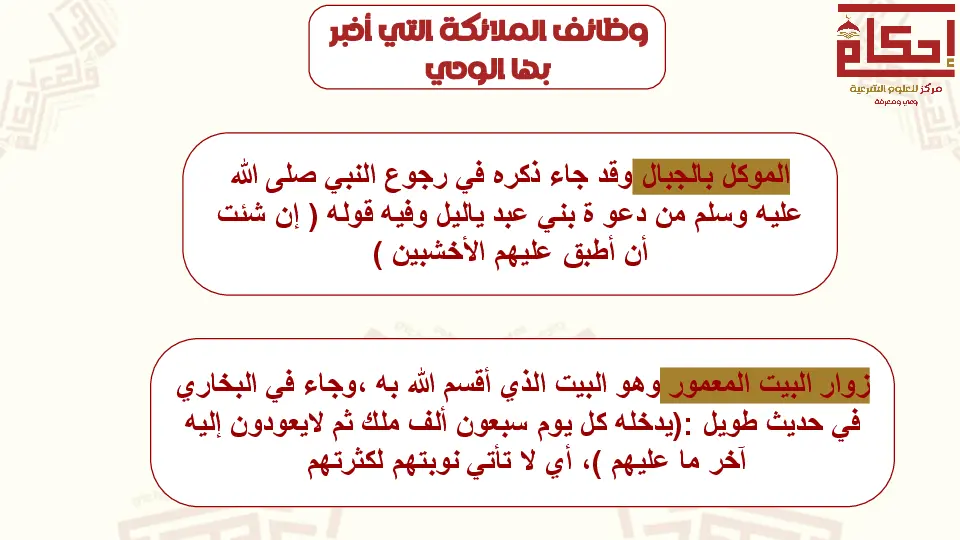 وظائف الملائكة التي أخبر
بها الوحي
إحكام
مركز للعلوم الشرعية
وعي ومعرفة
الموكل بالجبال وقد جاء ذكره في رجوع النبي صلى الله
عليه وسلم من دعو ة بني عبد ياليل وفيه قوله ( إن شئت
أن أطبق عليهم الأخشبين )
زوار البيت المعمور وهو البيت الذي أقسم الله به ،وجاء في البخاري
في حديث طويل :(يدخله كل يوم سبعون ألف ملك ثم لايعودون إليه
آخر ما عليهم )، أي لا تأتي نوبتهم لكثرتهم